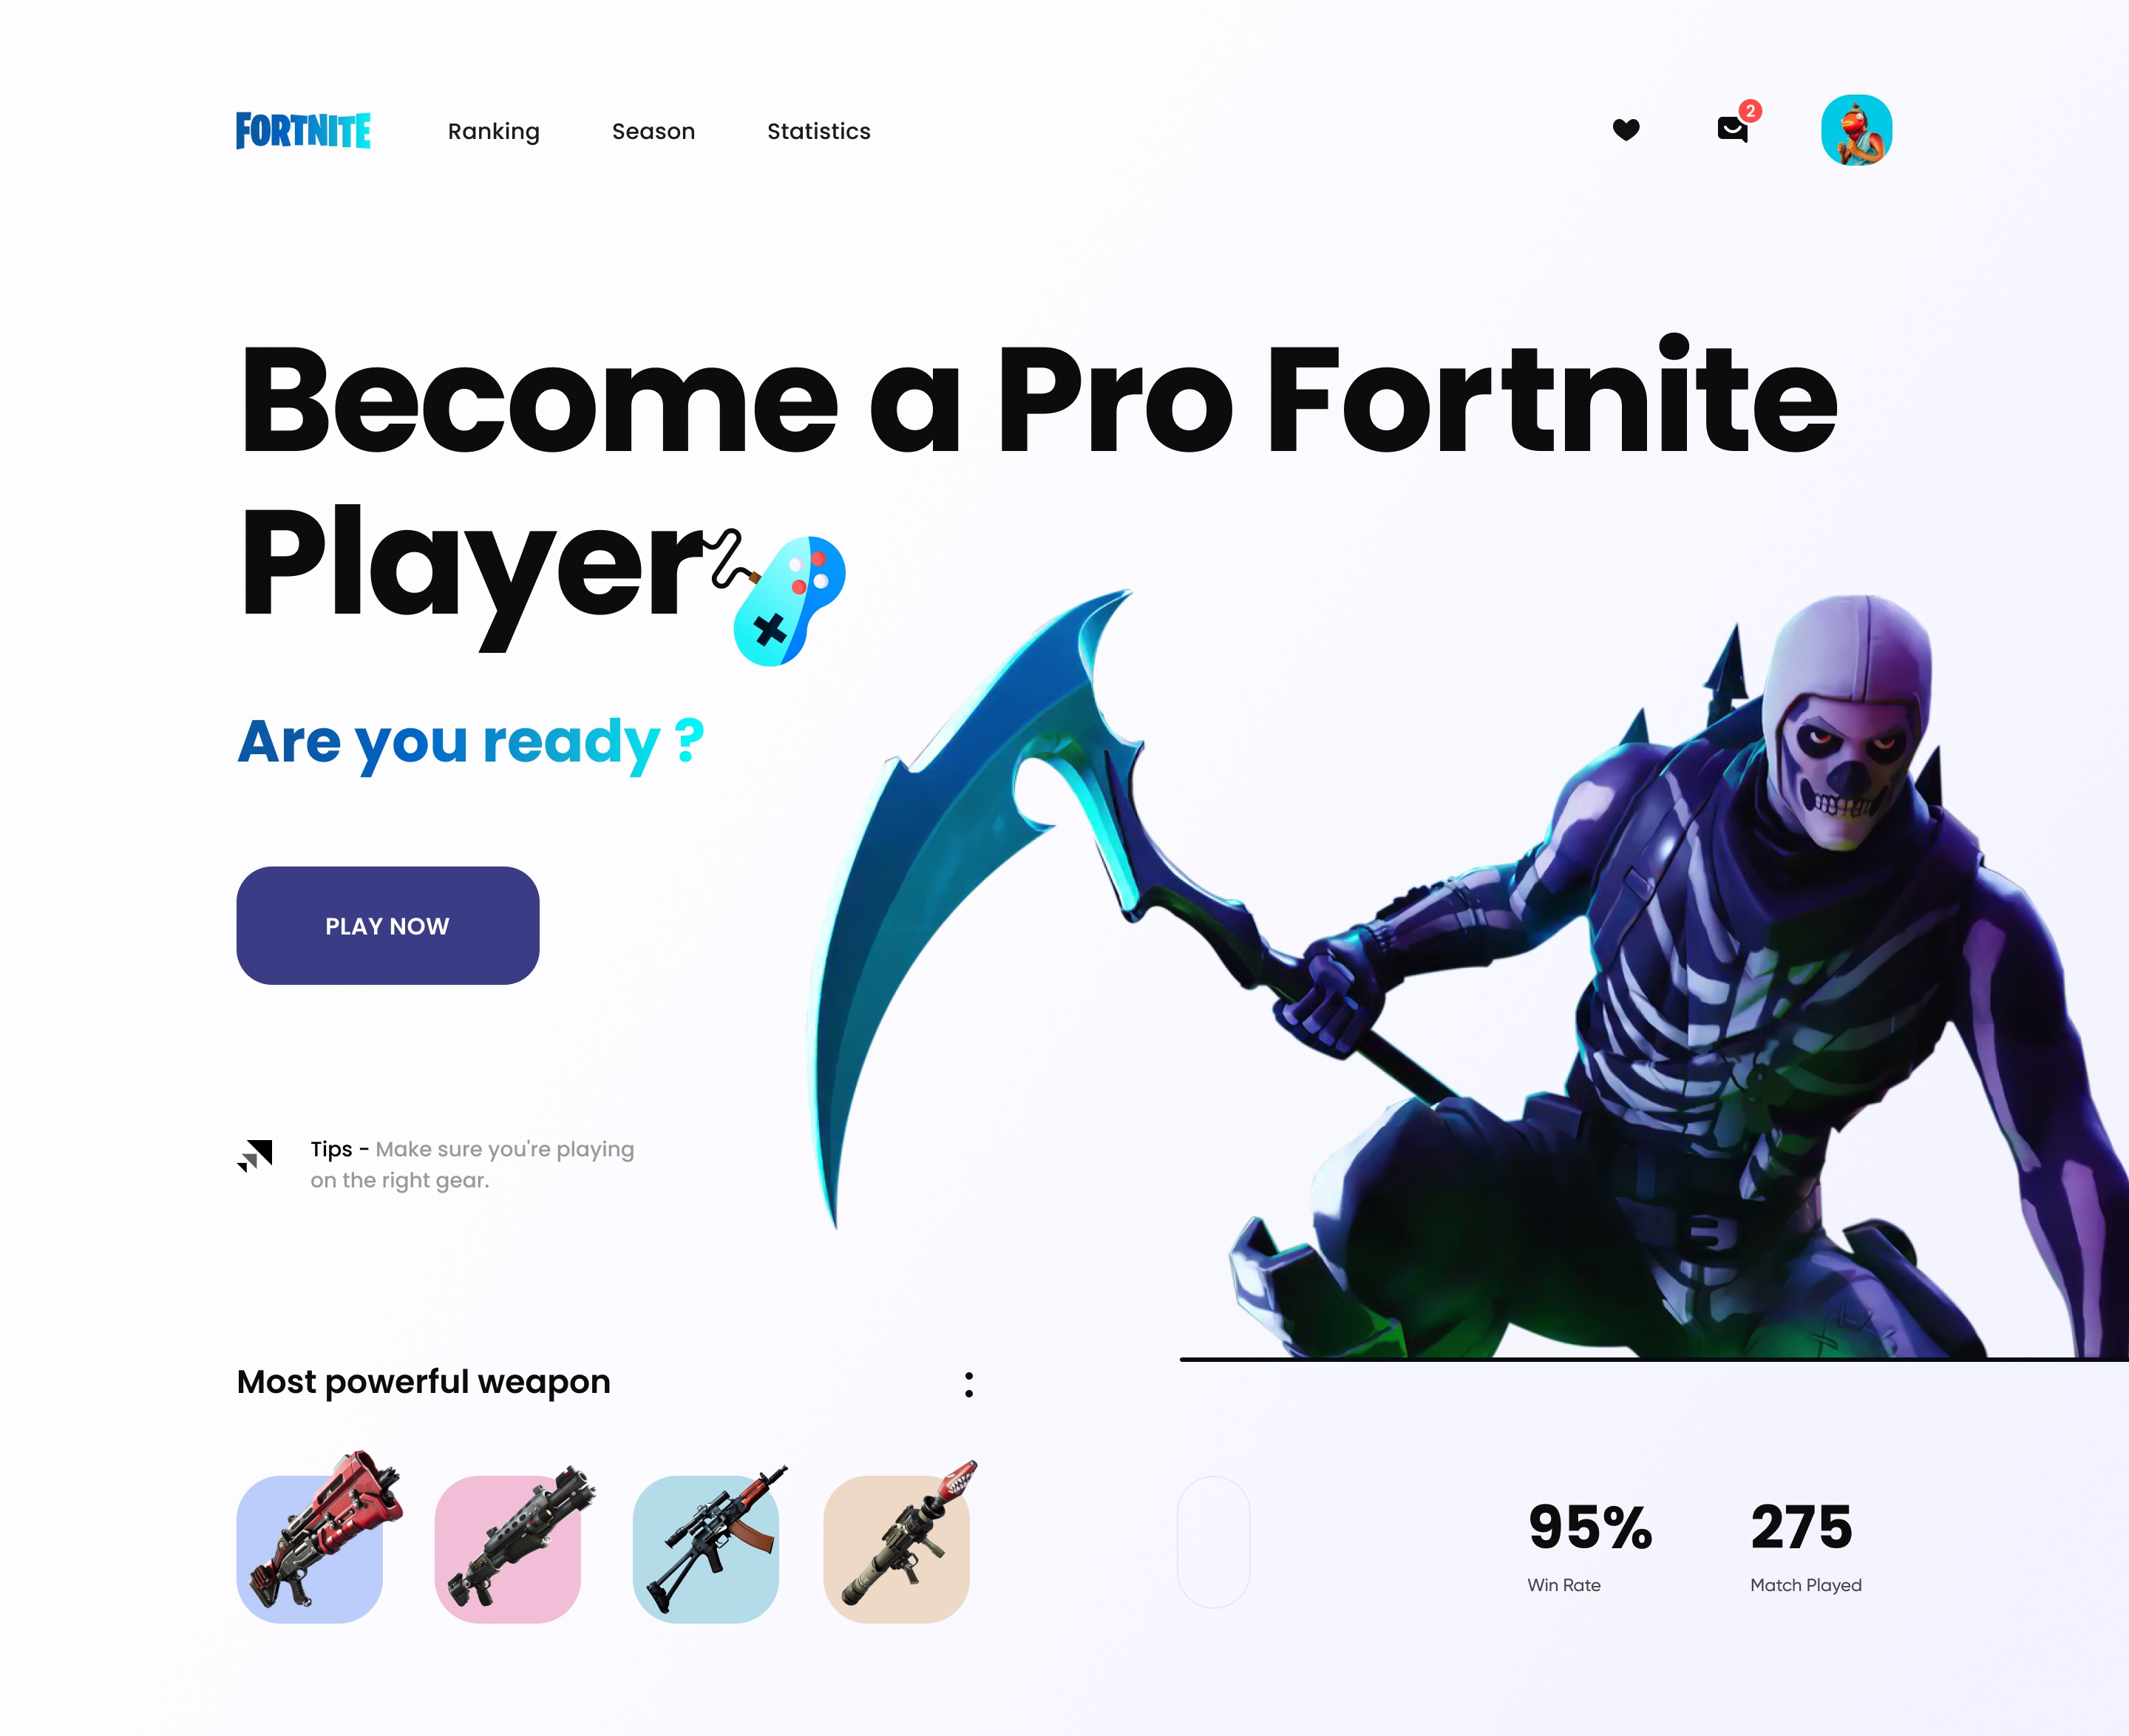 FORTNITE
Ranking
Season
Statistics
2
Become a Pro Fortnite
Player
Are you ready ?
PLAY NOW
Tips - Make sure you're playing
on the right gear.
Most powerful weapon
95%
Win Rate
275
Match Played